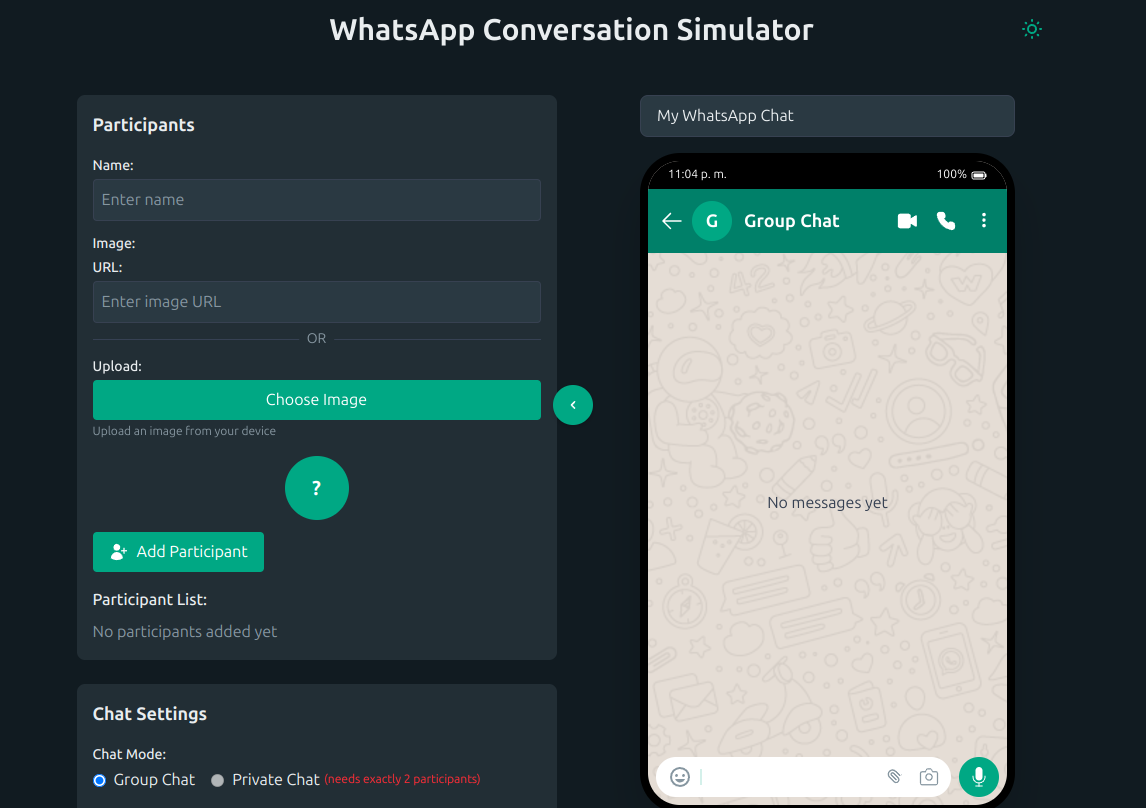 WhatsApp Conversation Simulator
Participants
Name:
Enter name
Image:
URL:
Enter image URL
OR
Upload:
Choose Image
Upload an image from your device
?
Add Participant
Participant List:
No participants added yet
Chat Settings
Chat Mode:
Group Chat Private Chat (needs exactly 2 participants)
My WhatsApp Chat
11:04 p. m. 100%
G Group Chat
No messages yet